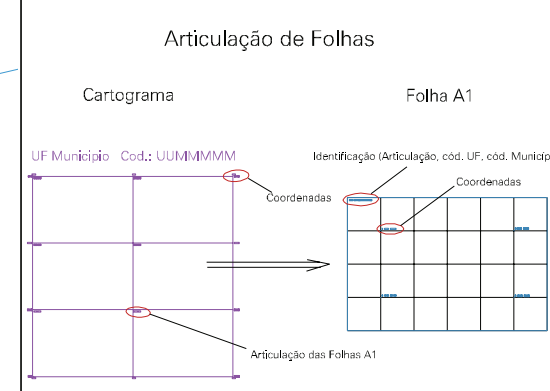 Articulação de Folhas
Cartograma
Folha A1
UF Municipio Cod.: UUMMMMM
Identificação (Articulação, cód. UF, cód. Municíp
Coordenadas
Coordenadas
Articulação das Folhas A1